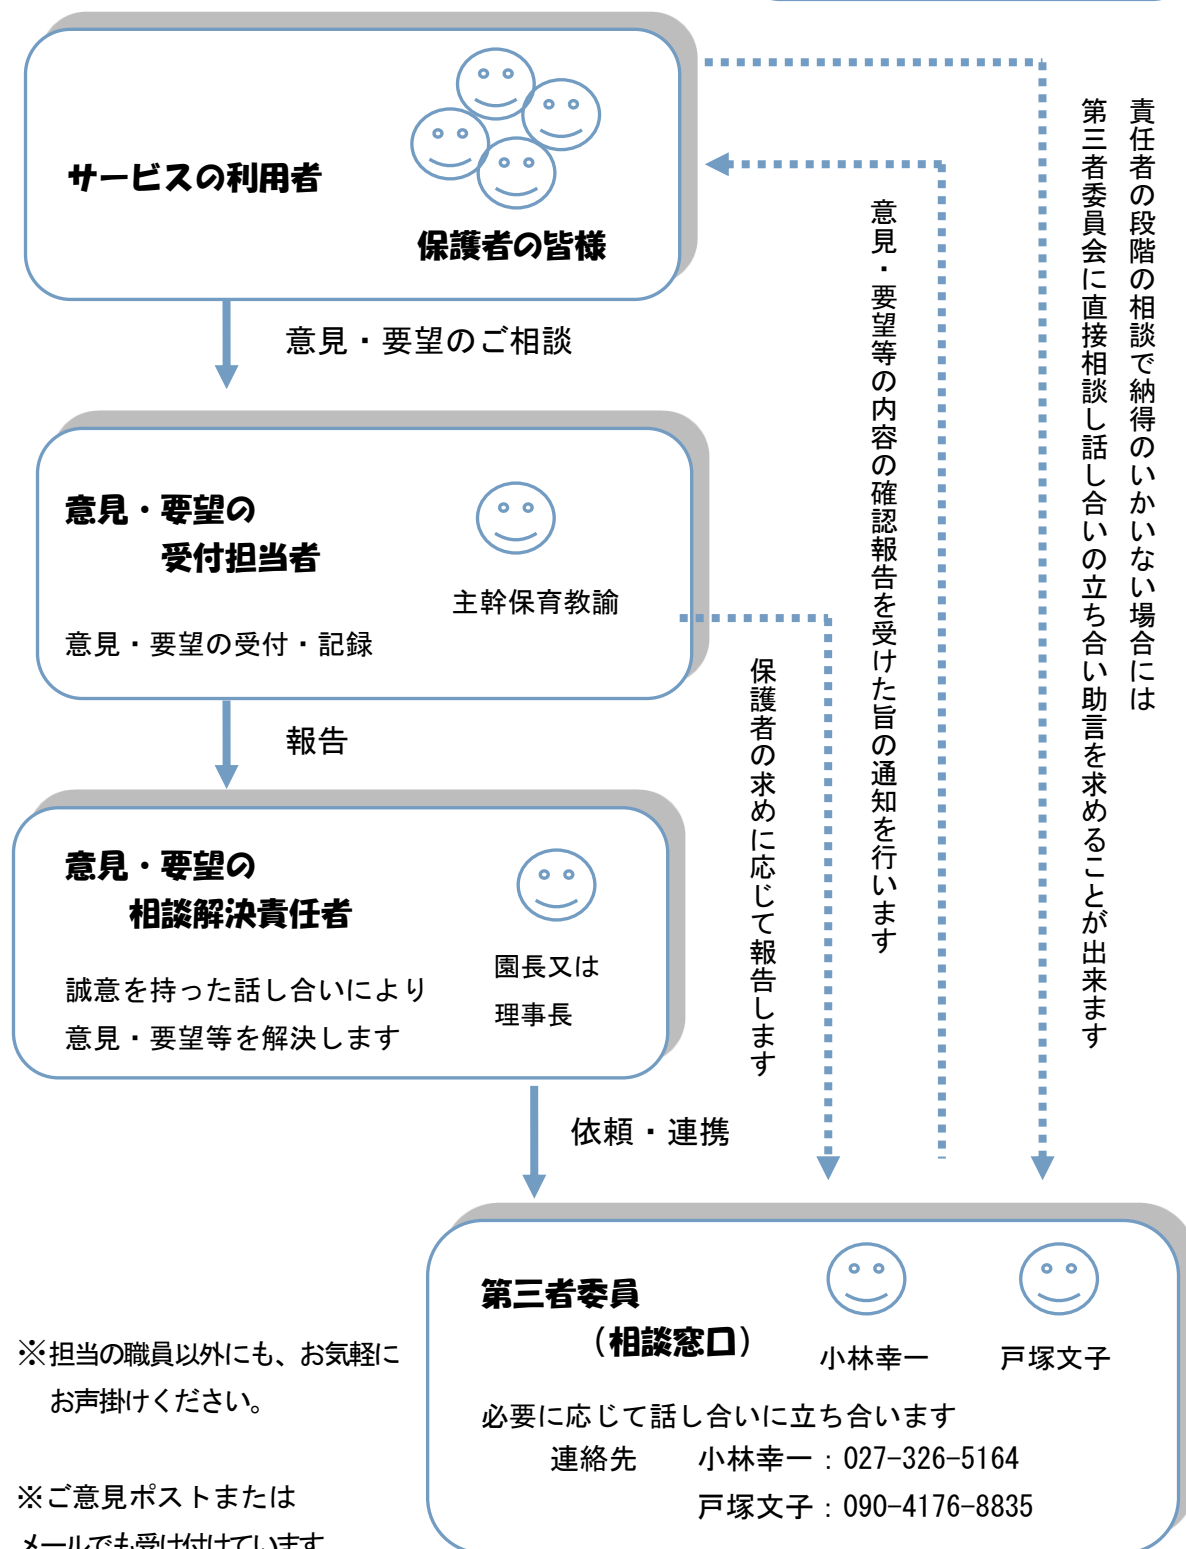 サービスの利用者
保護者の皆様
意見・要望のご相談
意見・要望の
受付担当者
主幹保育教諭
意見・要望の受付・記録
報告
意見・要望の
相談解決責任者
園長又は
理事長
誠意を持った話し合いにより
意見・要望等を解決します
依頼・連携
責任者の段階の相談で納得のいかいない場合には
第三者委員会に直接相談し話し合いの立ち合い助言を求めることが出来ます
意見・要望等の内容の確認報告を受けた旨の通知を行います
保護者の求めに応じて報告します
第三者委員
（相談窓口）
小林幸一
戸塚文子
必要に応じて話し合いに立ち合います
連絡先 小林幸一：027-326-5164
戸塚文子：090-4176-8835
※担当の職員以外にも、お気軽に
お声掛けください。
※ご意見ポストまたは
メールでも受け付けています